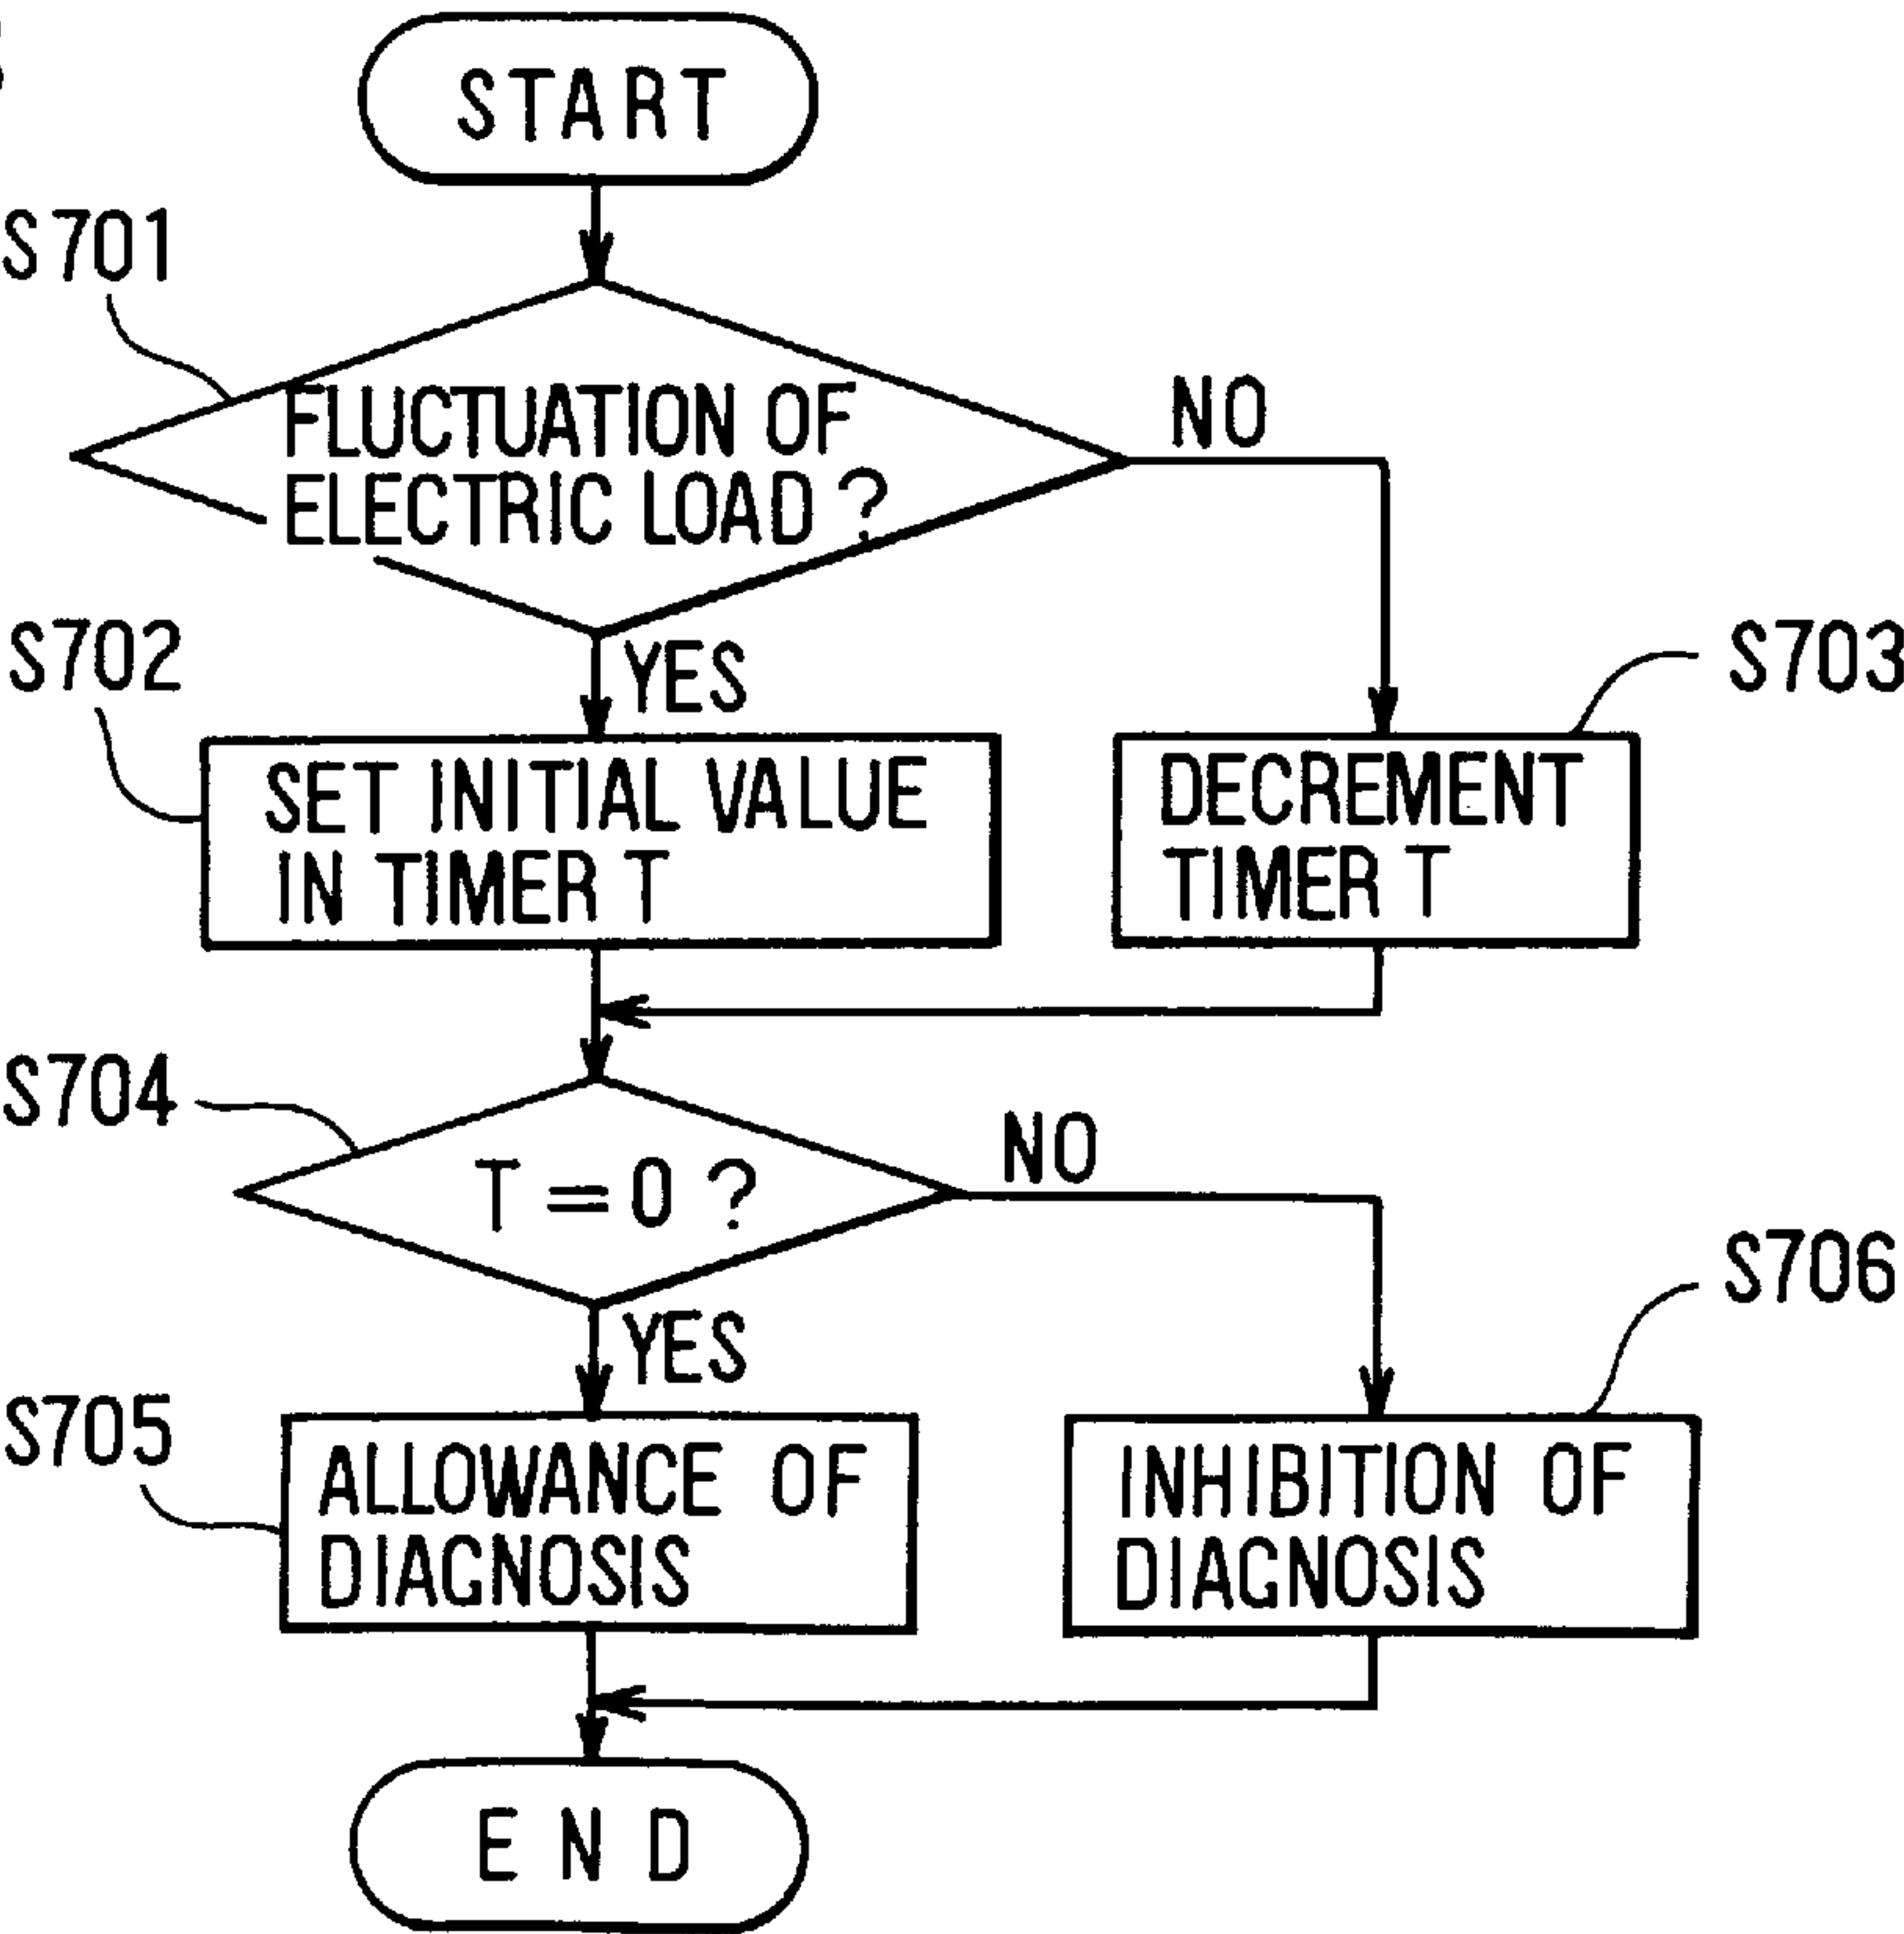 START
S701
FLUCTUATION OF
ELECTRIC LOAD ?
NO
YES
S702
S703
SET INITIAL VALUE
IN TIMER T
DECREMENT
TIMER T
S704
T = 0 ?
NO
YES
S706
S705
ALLOWANCE OF
DIAGNOSIS
INHIBITION OF
DIAGNOSIS
END